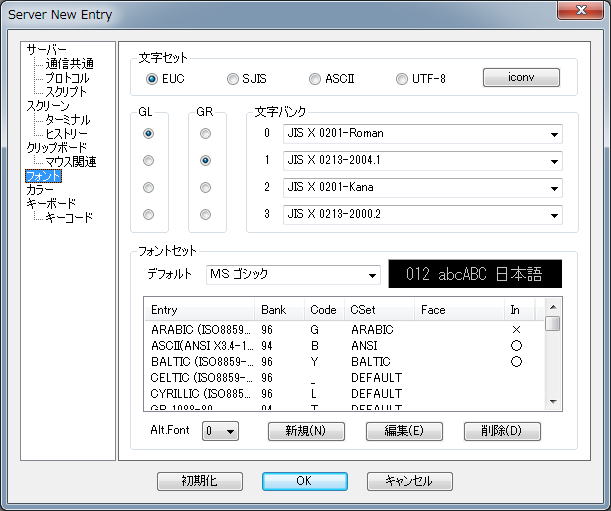 Server New Entry
サーバー
通信共通
プロトコル
スクリプト
スクリーン
ターミナル
ヒストリー
クリップボード
マウス関連
フォント
カラー
キーボード
キーコード
文字セット
EUC SJIS ASCII UTF-8 iconv
GL GR 文字バンク
0 JIS X 0201-Roman
1 JIS X 0213-2004.1
2 JIS X 0201-Kana
3 JIS X 0213-2000.2
フォントセット
デフォルト MS ゴシック 012 abcABC 日本語
Entry Bank Code CSet Face In
ARABIC (ISO8859... 96 G ARABIC ×
ASCII(ANSI X3.4-1... 94 B ANSI ○
BALTIC (ISO8859-... 96 Y BALTIC ○
CELTIC (ISO8859-... 96 _ DEFAULT
CYRILLIC (ISO885... 96 L DEFAULT
GB 1988-80 94 T DEFAULT
Alt.Font 0 新規(N) 編集(E) 削除(D)
初期化 OK キャンセル